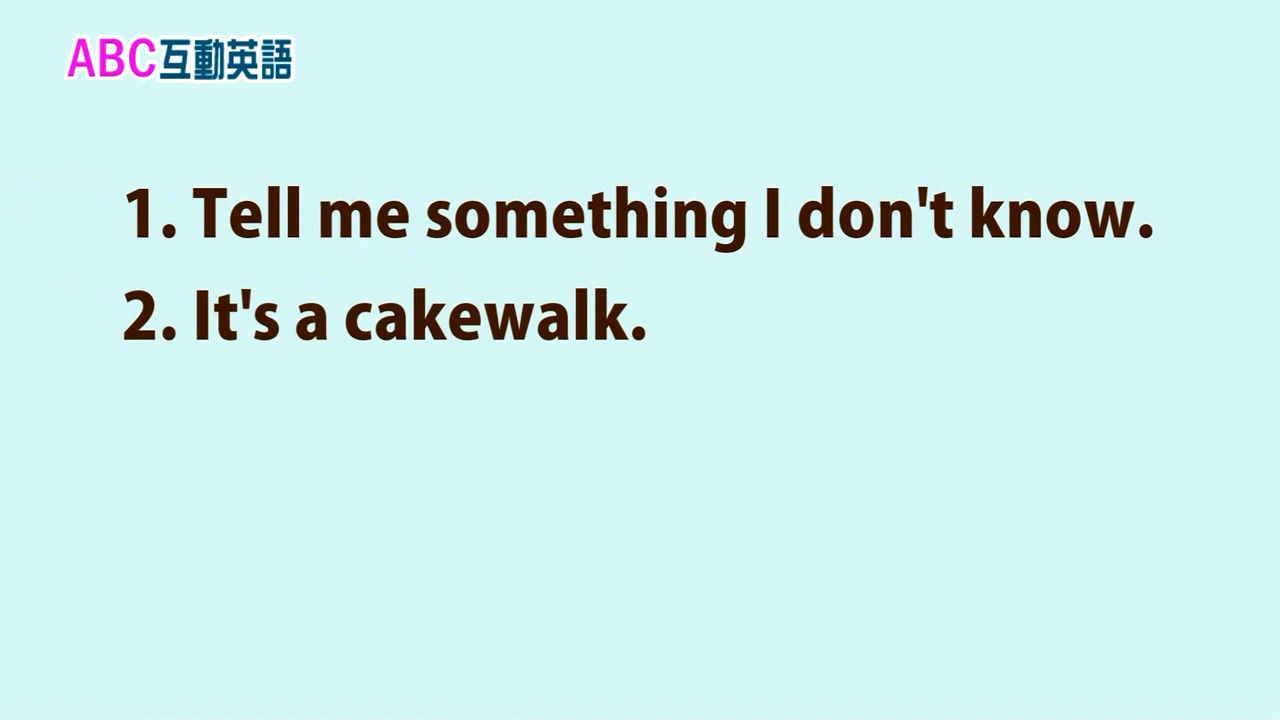 ABC互動英語
1. Tell me something I don't know.
2. It's a cakewalk.